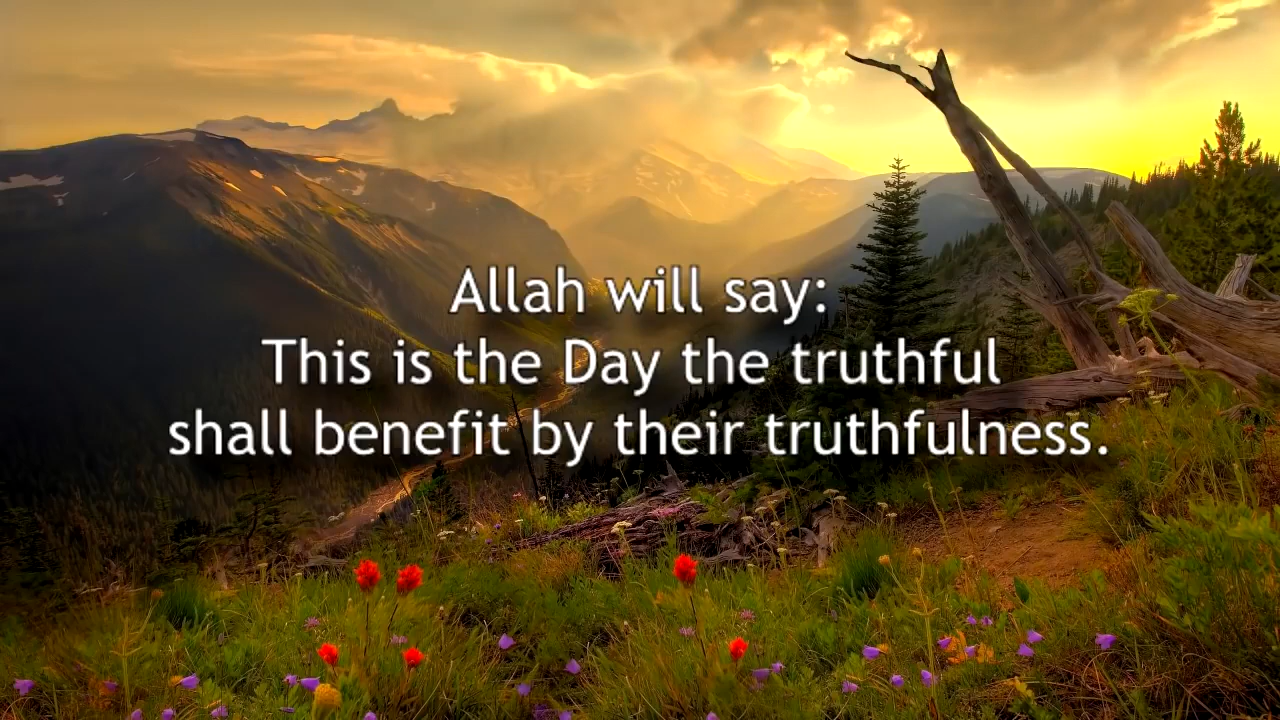 Allah will say:
This is the Day the truthful
shall benefit by their truthfulness.